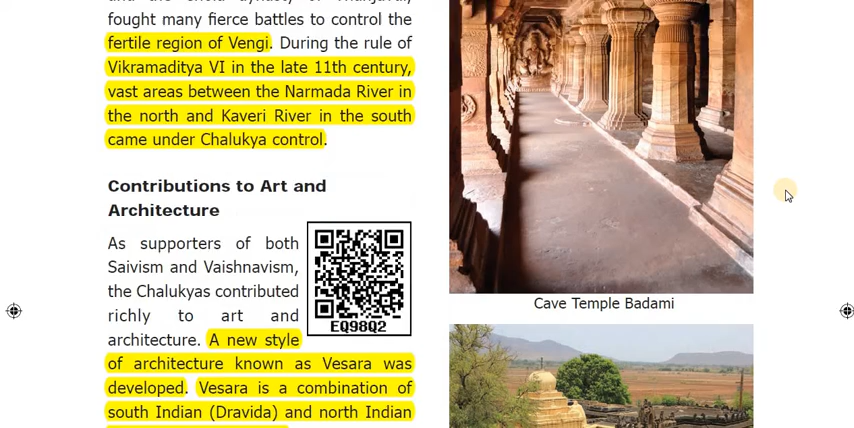 fought many fierce battles to control the
fertile region of Vengi. During the rule of
Vikramaditya VI in the late 11th century,
vast areas between the Narmada River in
the north and Kaveri River in the south
came under Chalukya control.
Contributions to Art and
Architecture
As supporters of both
Saivism and Vaishnavism,
the Chalukyas contributed
richly to art and
architecture. A new style
of architecture known as Vesara was
developed. Vesara is a combination of
south Indian (Dravida) and north Indian
EQ98Q2
Cave Temple Badami